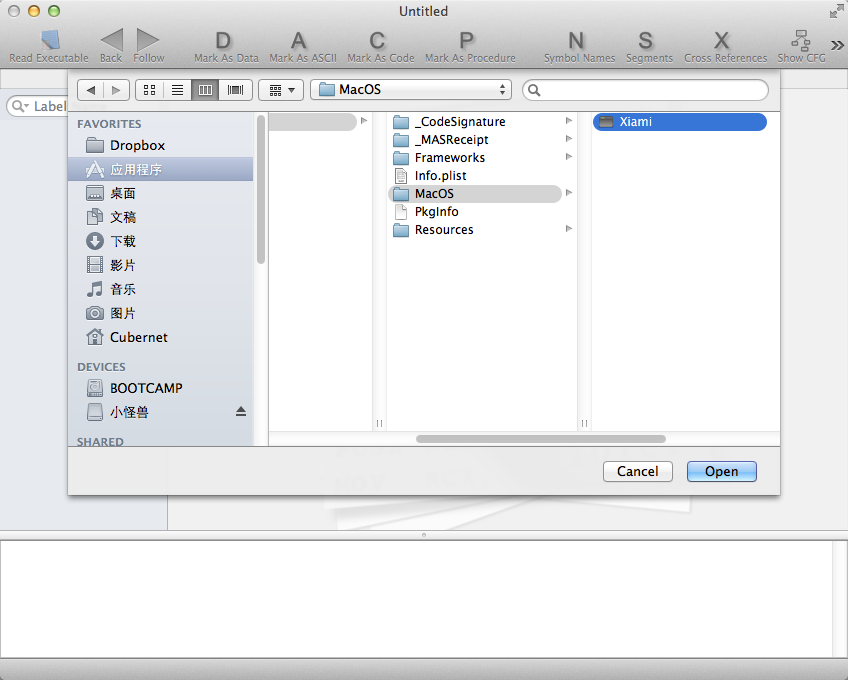 Untitled
Read Executable Back Follow Mark As Data Mark As ASCII Mark As Code Mark As Procedure Symbol Names Segments Cross References Show CFG
D A C P N S X
MacOS
Label
FAVORITES
Dropbox
应用程序
桌面
文稿
下载
影片
音乐
图片
Cubernet
DEVICES
BOOTCAMP
小怪兽
SHARED
_CodeSignature
_MASReceipt
Frameworks
Info.plist
MacOS
PkgInfo
Resources
Xiami
Cancel Open